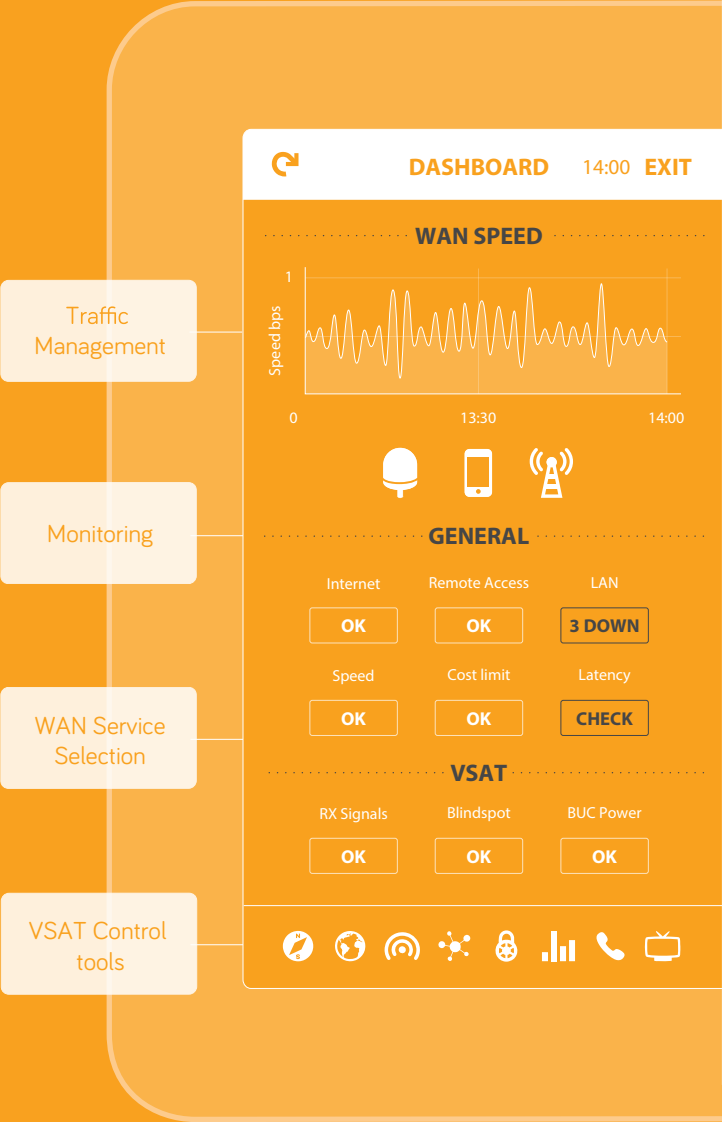 DASHBOARD 14:00 EXIT
WAN SPEED
1
Speed bps
0 13:30 14:00
GENERAL
Internet Remote Access LAN
OK OK 3 DOWN
Speed Cost limit Latency
OK OK CHECK
VSAT
RX Signals Blindspot BUC Power
OK OK OK
N
S
Traffic
Management
Monitoring
WAN Service
Selection
VSAT Control
tools